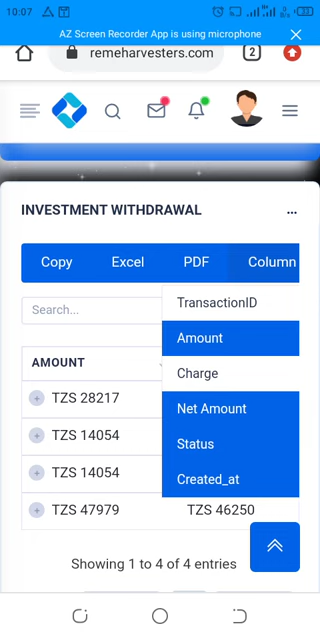 10:07
AZ Screen Recorder App is using microphone
remeharvesters.com
2
INVESTMENT WITHDRAWAL
Copy Excel PDF Column
Search...
TransactionID
Amount
Charge
Net Amount
Status
Created_at
AMOUNT
TZS 28217
TZS 14054
TZS 14054
TZS 47979 TZS 46250
Showing 1 to 4 of 4 entries